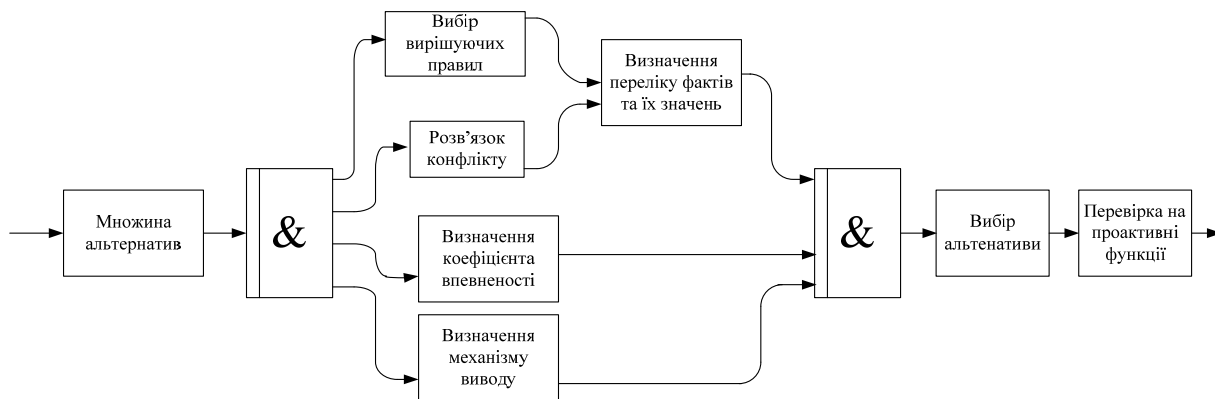 Множина
альтернатив
&
Вибір
вирішуючих
правил
Розв’язок
конфлікту
Визначення
коефіцієнта
впевненості
Визначення
механізму
виводу
Визначення
переліку фактів
та їх значень
&
Вибір
альтенативи
Перевірка на
проактивні
функції